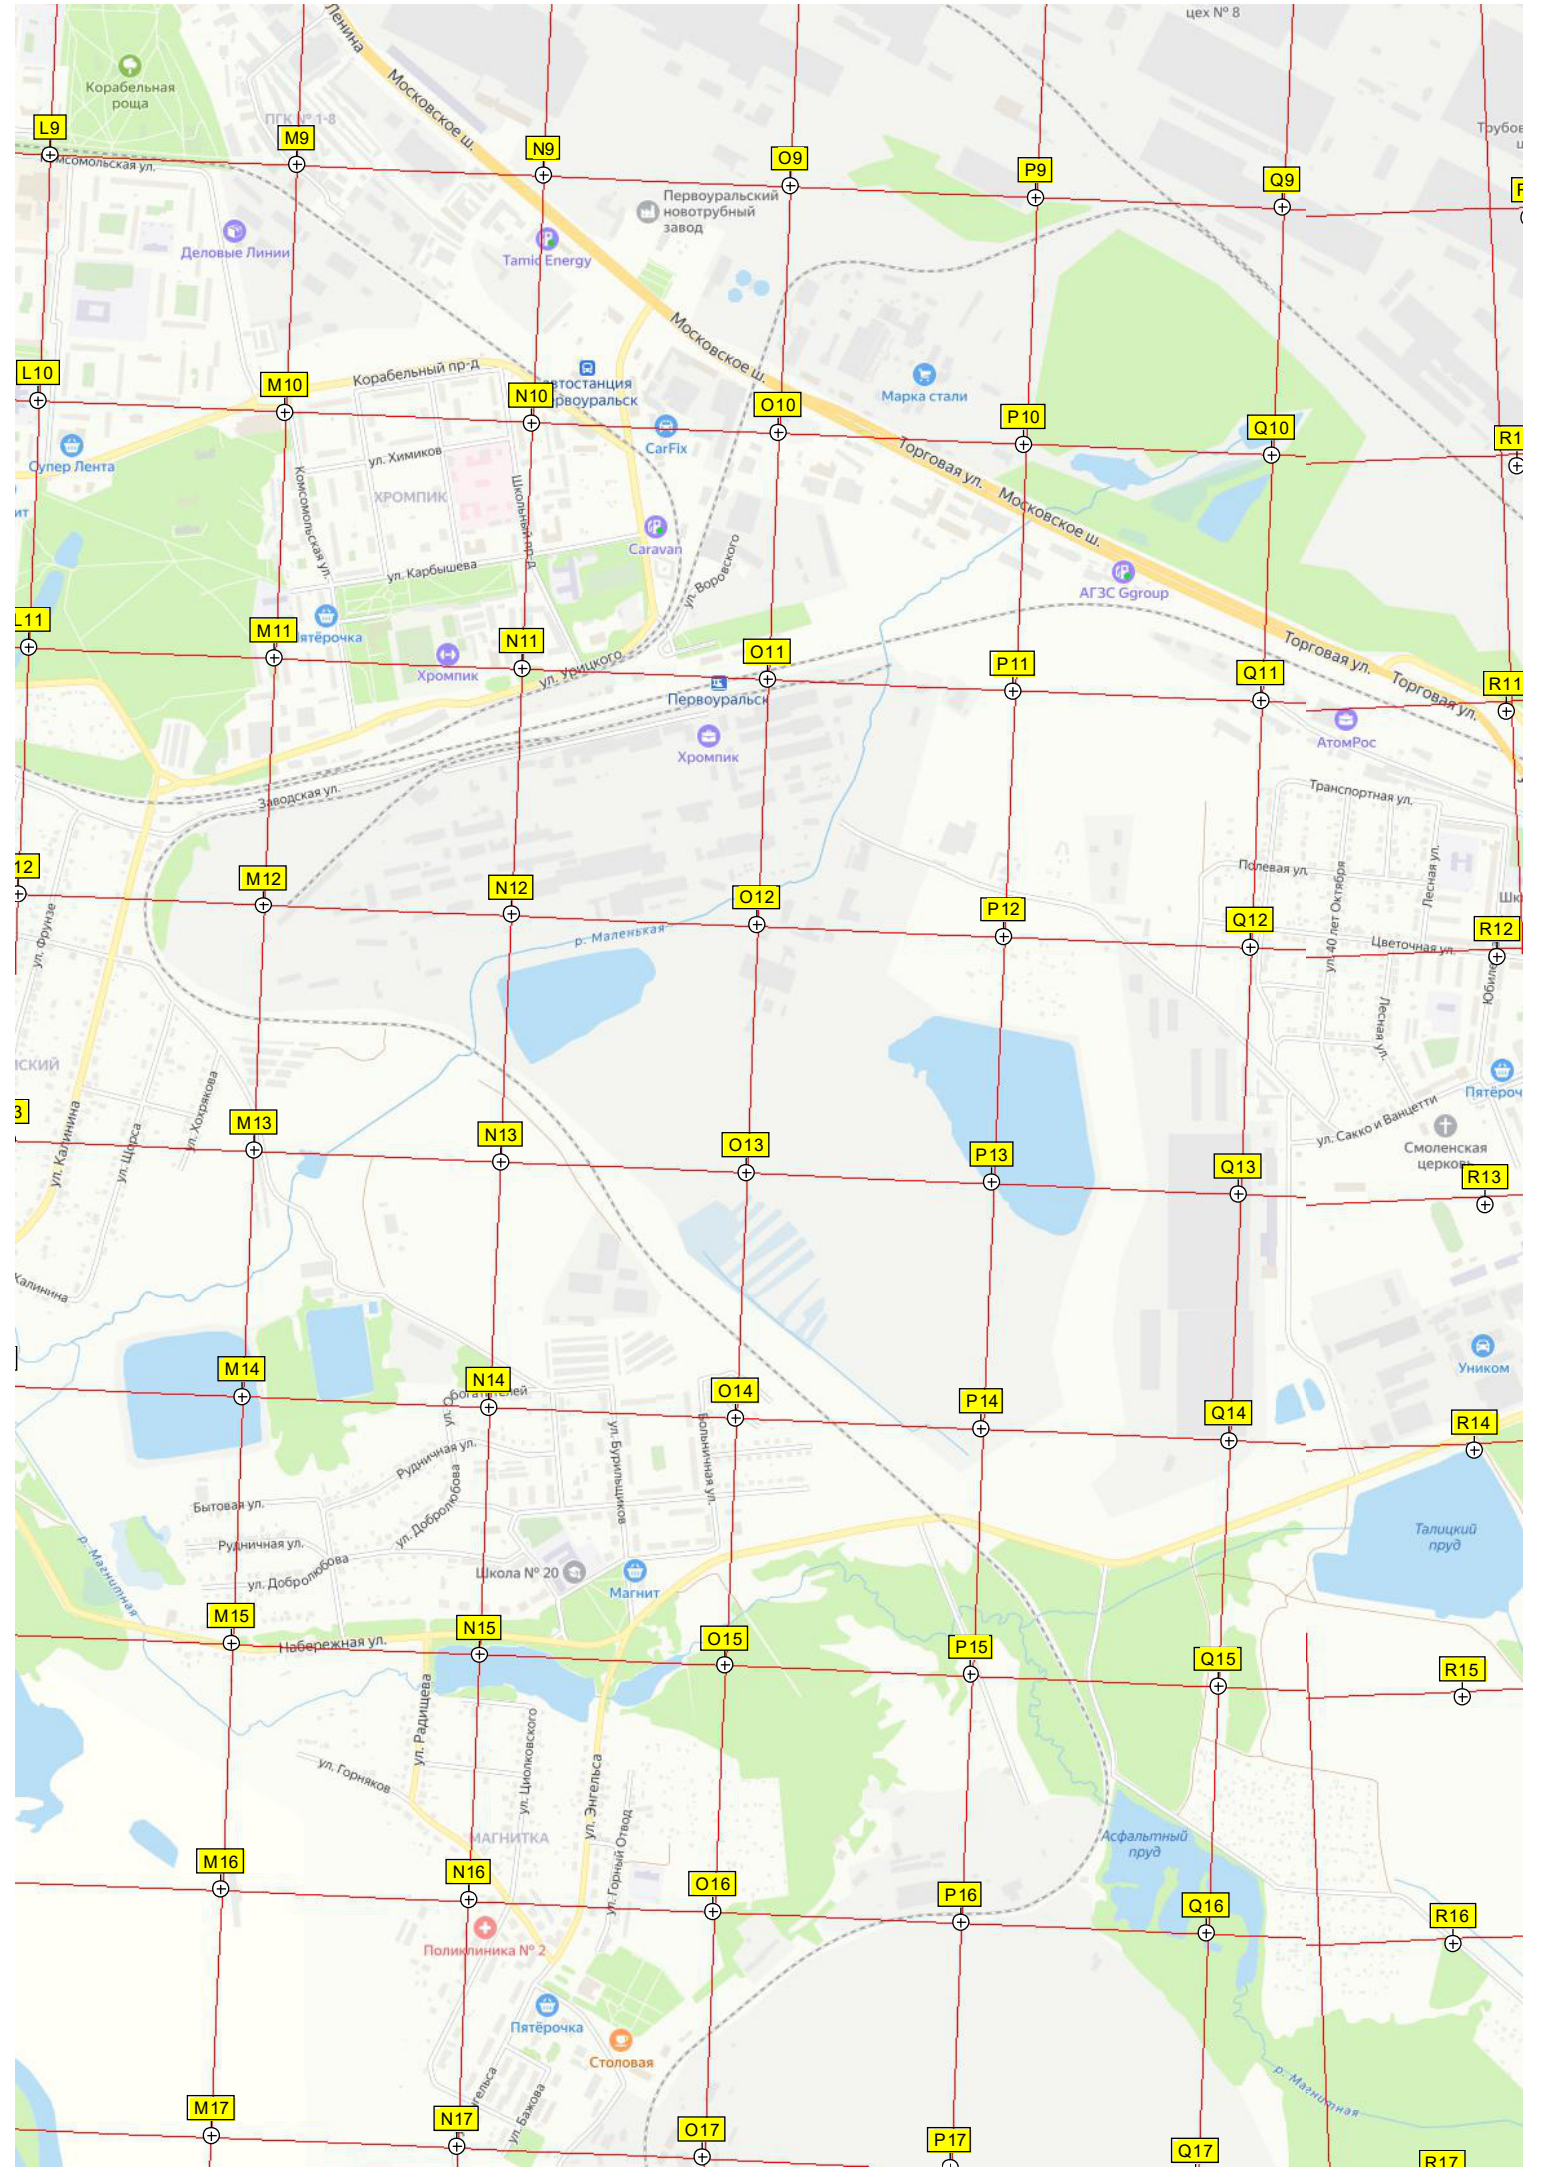 цех № 8
Ленина
Корабельная
роща
Московское ш.
ПГК № 1-8
L9
M9
N9
O9
P9
Q9
Комсомольская ул.
Первоуральский
новотрубный
завод
Деловые Линии
Tamic Energy
Московское ш.
Корабельный пр-д
L10
M10
N10
O10
P10
Q10
Марка стали
CarFix
Супер Лента
ул. Химиков
Торговая ул.
Московское ш.
ХРОМПИК
Комсомольская ул.
Школьный пр-д
Caravan
ул. Воровского
ул. Карбышева
АГЗС Ggroup
L11
M11
N11
O11
P11
Q11
R11
Хромпик
ул. Урицкого
Первоуральск
Торговая ул.
Торговая ул.
Хромпик
АтомРос
Заводская ул.
Транспортная ул.
12
M12
N12
O12
P12
Q12
R12
Полевая ул.
ул. 40 лет Октября
Лесная ул.
ул. Фрунзе
р. Маленькая
Цветочная ул.
Лесная ул.
ул. Калинина
ул. Щорса
ул. Хохрякова
ул. Сакко и Ванцетти
Смоленская
церковь
3
M13
N13
O13
P13
Q13
R13
Калинина
Уником
M14
N14
O14
P14
Q14
R14
Рудничная ул.
ул. Бурильщиков
Больничная ул.
Бытовая ул.
ул. Добролюбова
Рудничная ул.
ул. Добролюбова
р. Магнитная
Школа № 20
Магнит
Талицкий
пруд
M15
N15
O15
P15
Q15
R15
Набережная ул.
ул. Радищева
ул. Циолковского
ул. Горняков
ул. Энгельса
ул. Горный Отвод
МАГНИТКА
Асфальтный
пруд
M16
N16
O16
P16
Q16
R16
Поликлиника № 2
Пятёрочка
Столовая
ул. Бажова
р. Магнитная
M17
N17
O17
P17
Q17
R17